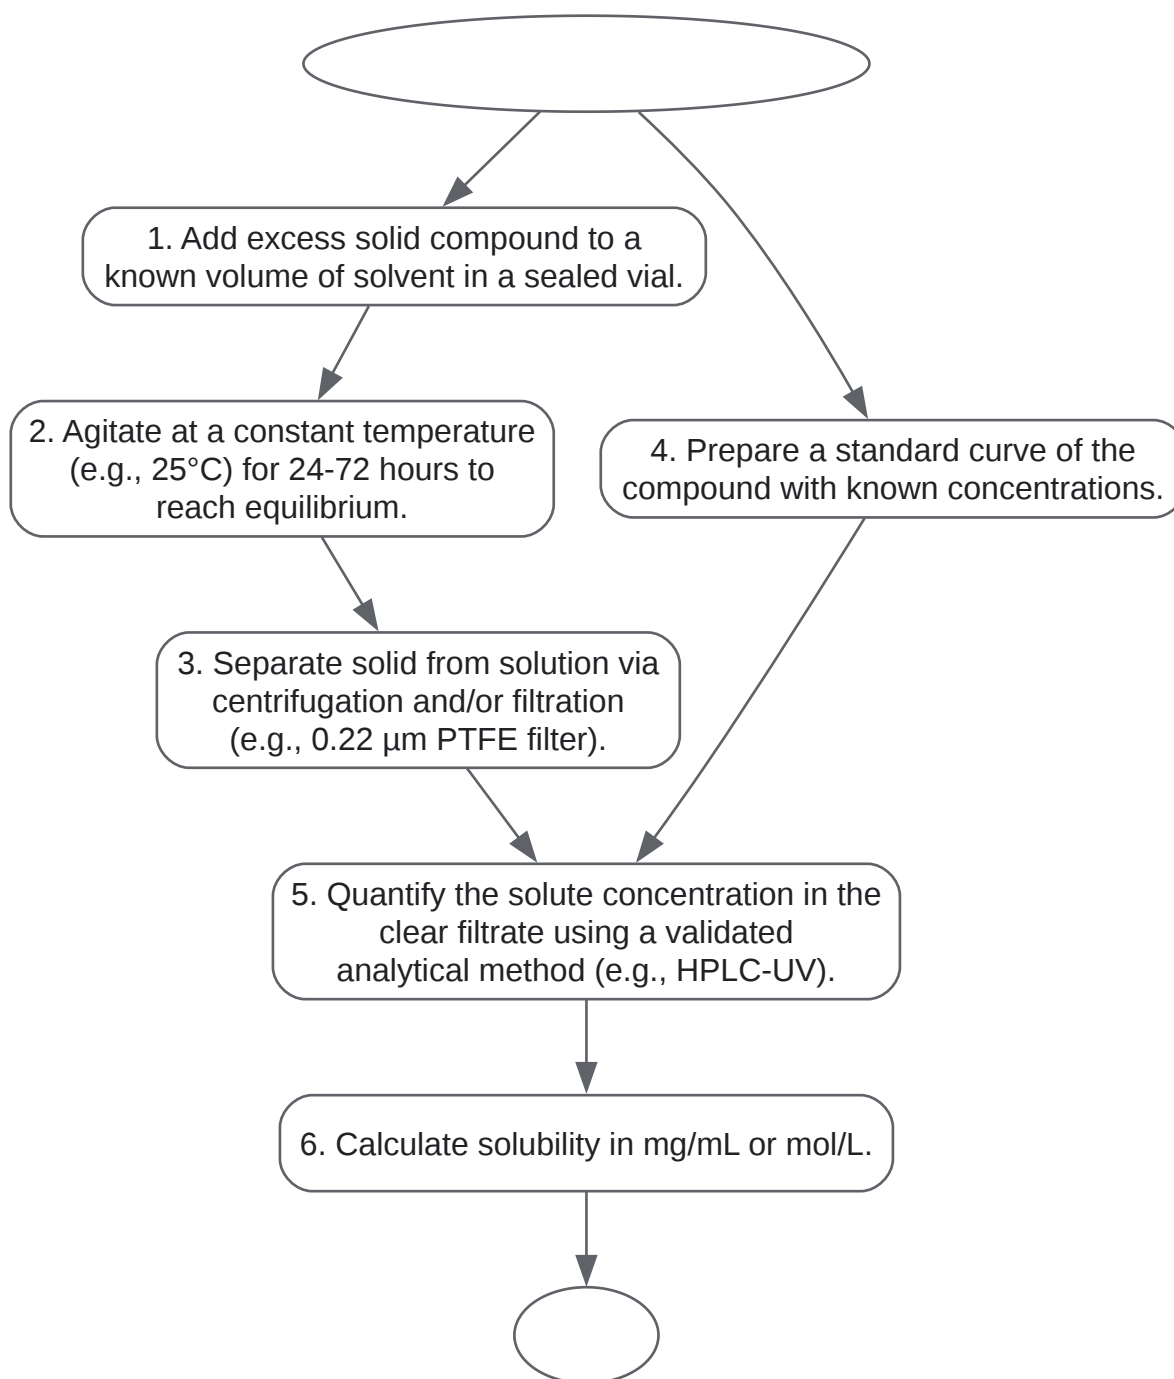 1. Add excess solid compound to a
known volume of solvent in a sealed vial.
2. Agitate at a constant temperature
(e.g., 25°C) for 24-72 hours to
reach equilibrium.
4. Prepare a standard curve of the
compound with known concentrations.
3. Separate solid from solution via
centrifugation and/or filtration
(e.g., 0.22 µm PTFE filter).
5. Quantify the solute concentration in the
clear filtrate using a validated
analytical method (e.g., HPLC-UV).
6. Calculate solubility in mg/mL or mol/L.